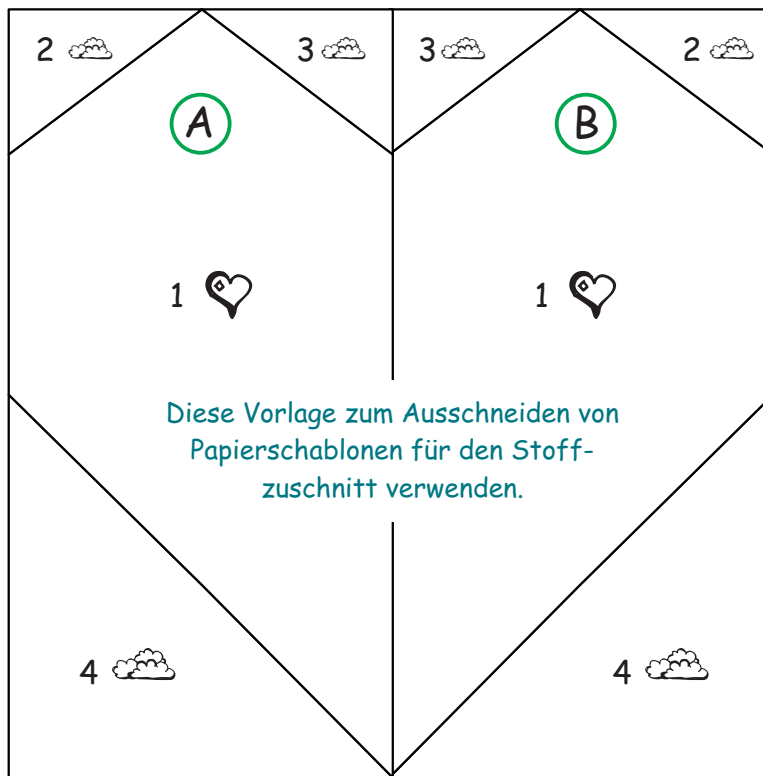 2 3 3 2
A B
1 1
Diese Vorlage zum Ausschneiden von
Papierschablonen für den Stoff-
zuschnitt verwenden.
4 4